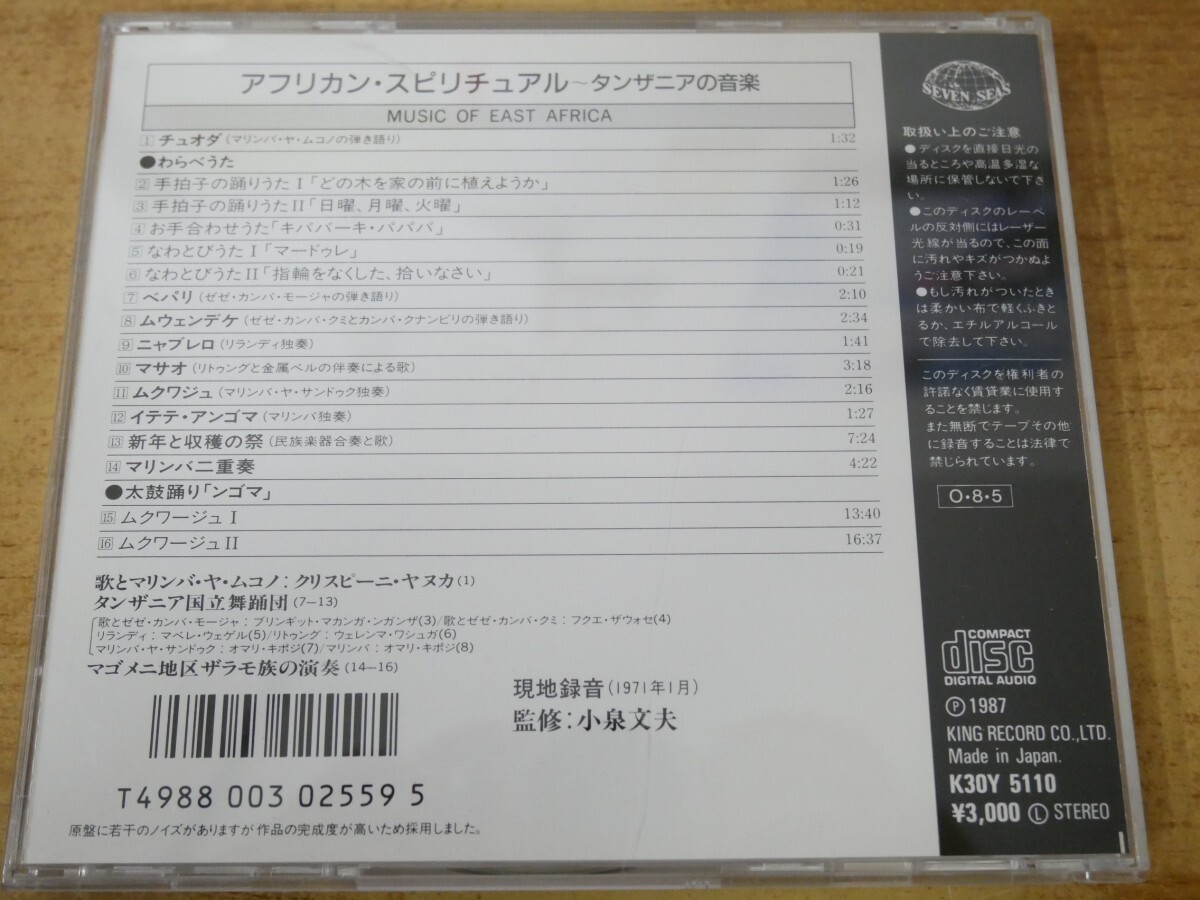 アフリカン・スピリチュアル〜タンザニアの音楽
MUSIC OF EAST AFRICA
1 チュオダ(マリンバ・ヤ・ムコノの弾き語り) 1:32
●わらべうた
2 手拍子の踊りうたⅠ「どの木を家の前に植えようか」 1:26
3 手拍子の踊りうたⅡ「日曜、月曜、火曜」 1:12
4 お手合わせうた「キババーキ・パパパ」 0:31
5 なわとびうたⅠ「マードゥレ」 0:19
6 なわとびうたⅡ「指輪をなくした、拾いなさい」 0:21
7 ペパリ(ゼゼ・カンバ・モージャの弾き語り) 2:10
8 ムウェンデケ(ゼゼ・カンバ・クミとカンバ・クナンビリの弾き語り) 2:34
9 ニャブレロ(リランディ独奏) 1:41
10 マサオ(リトゥングと金属ベルの伴奏による歌) 3:18
11 ムクワジュ(マリンバ・ヤ・サンドゥク独奏) 2:16
12 イテテ・アンゴマ(マリンバ独奏) 1:27
13 新年と収穫の祭(民族楽器合奏と歌) 7:24
14 マリンバ二重奏 4:22
●太鼓踊り「ンゴマ」
15 ムクワージュⅠ 13:40
16 ムクワージュⅡ 16:37
歌とマリンバ・ヤ・ムコノ:クリスピーニ・ヤヌカ(1)
タンザニア国立舞踊団(7−13)
歌とゼゼ・カンバ・モージャ:ブリンギット・マカンガ・ンガンザ(3)/歌とゼゼ・カンバ・クミ:フクエ・ザウォセ(4)
リランディ:マベレ・ウェゲル(5)/リトゥング:ウェレンマ・ワシュガ(6)
マリンバ・ヤ・サンドゥク:オマリ・キポジ(7)/マリンバ:オマリ・キポジ(8)
マゴメニ地区ザラモ族の演奏(14−16)
現地録音(1971年1月)
監修:小泉文夫
T4988 003 02559 5
原盤に若干のノイズがありますが作品の完成度が高いため採用しました。
SEVEN SEAS
取扱い上のご注意
●ディスクを直接日光の
当るところや高温多湿な
場所に保管しないで下さ
い。
●このディスクのレーベ
ルの反対側にはレーザー
光線が当るので、この面
に汚れやキズがつかぬよ
うご注意下さい。
●もし汚れがついたとき
は柔かい布で軽くふきと
るか、エチルアルコール
で除去して下さい。
このディスクを権利者の
許諾なく賃貸業に使用す
ることを禁じます。
また無断でテープその他
に録音することは法律で
禁じられています。
O・8・5
COMPACT
disc
DIGITAL AUDIO
Ⓟ1987
KING RECORD CO.,LTD.
Made in Japan.
K30Y 5110
¥3,000 Ⓛ STEREO